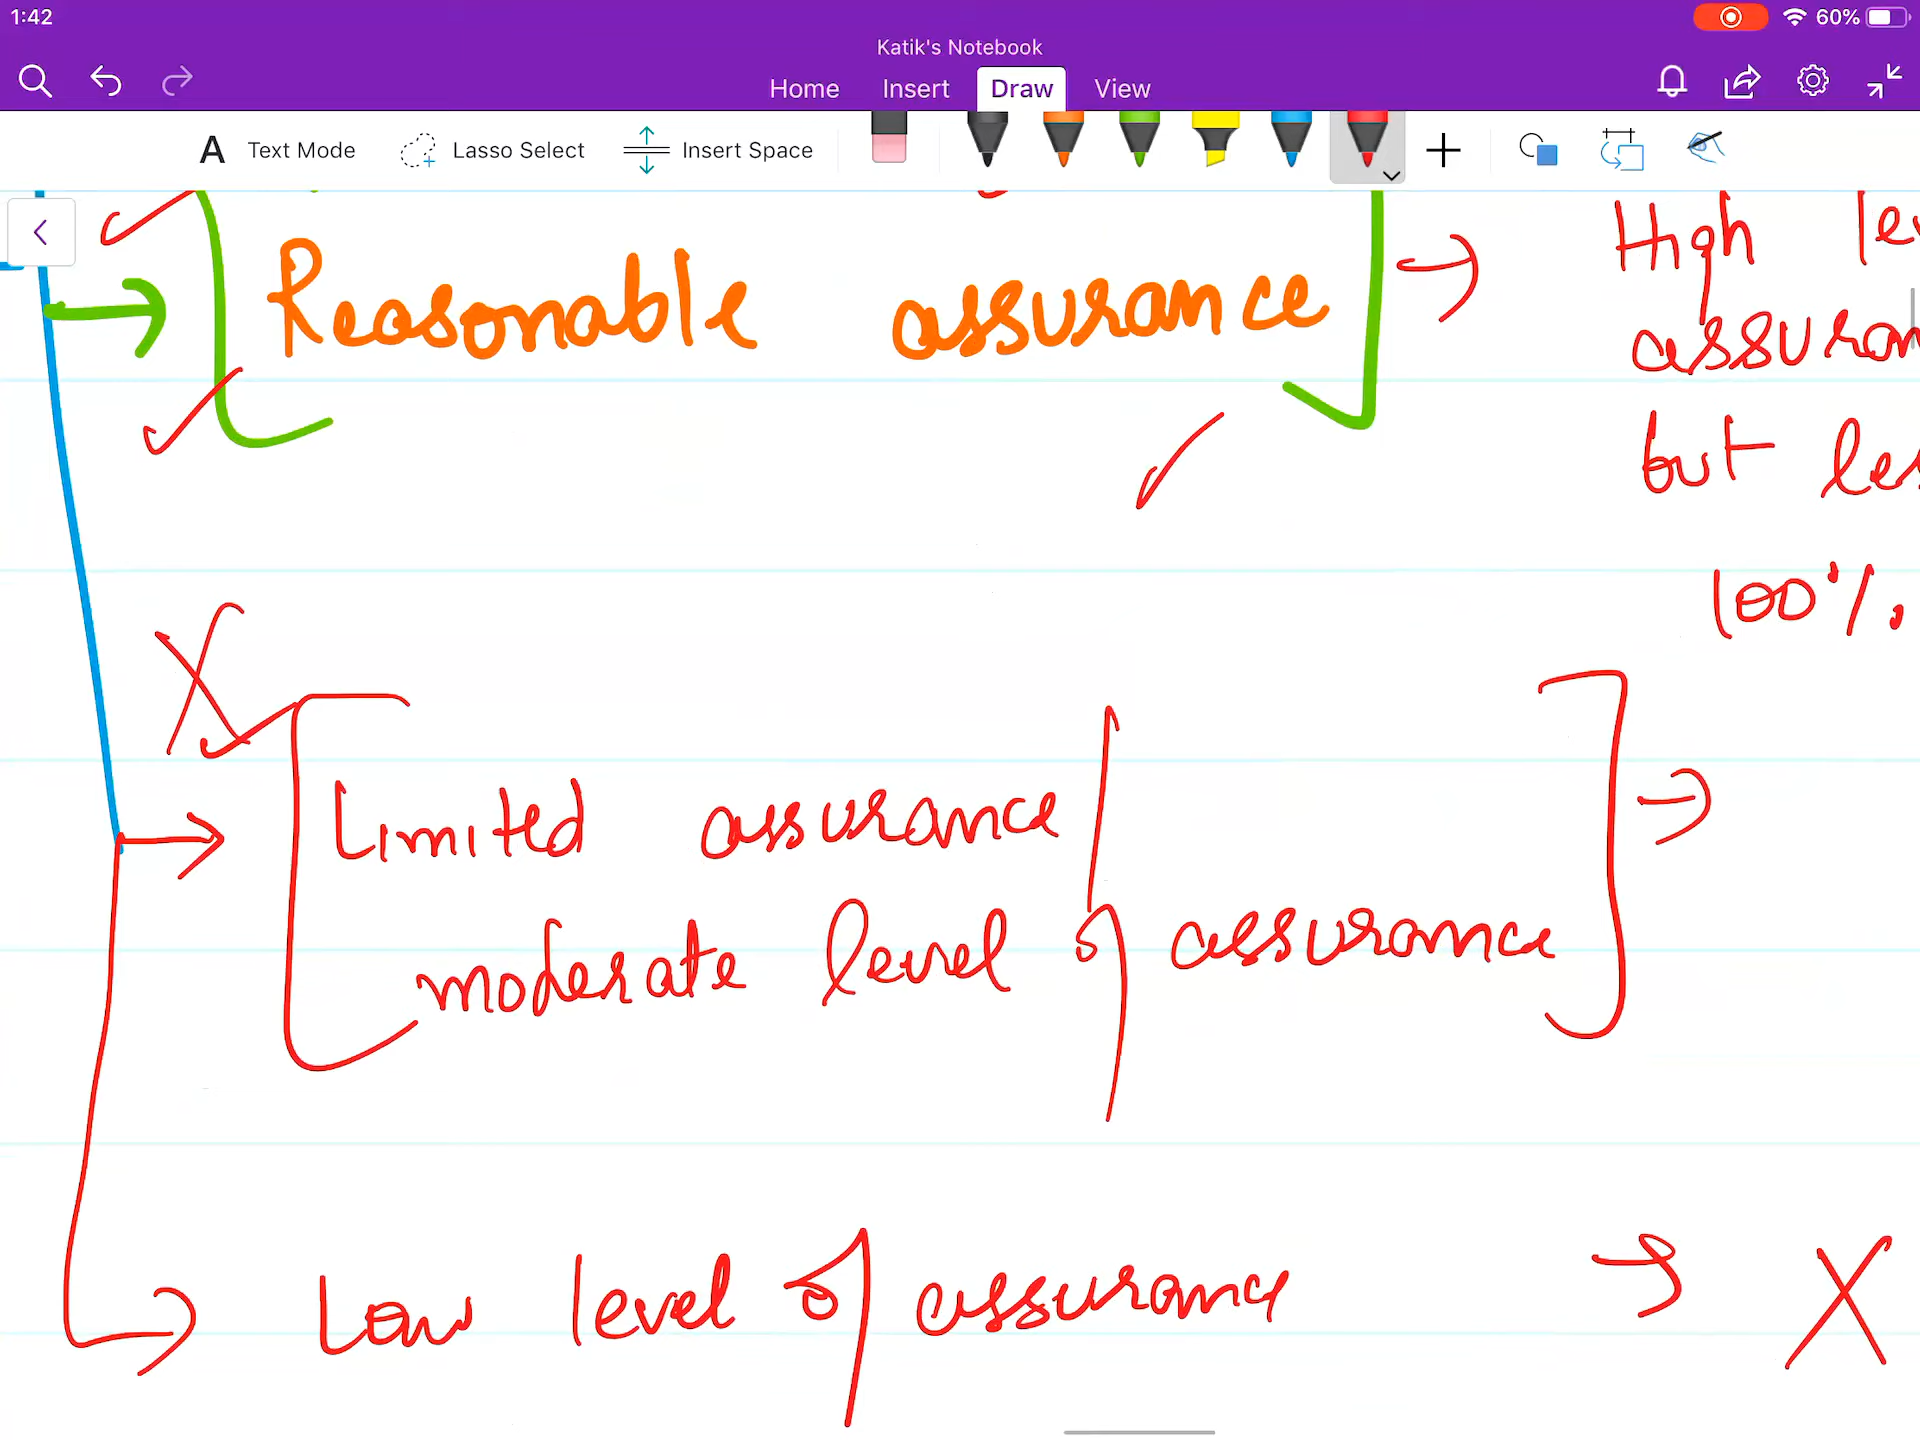 1:42
60%
Katik's Notebook
Home Insert Draw View
A Text Mode Lasso Select Insert Space
High
Reasonable assurance
but
100%.
Limited assurance
moderate level of assurance
Low level of assurance